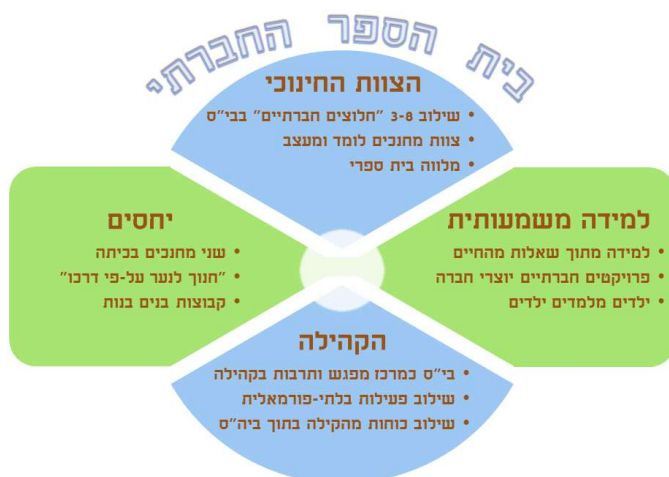 בית הספר החברתי
הצוות החינוכי
• שילוב 3-8 "חלוצים חברתיים" בבי"ס
• צוות מחנכים לומד ומעצב
• מלווה בית ספרי
למידה משמעותית
• למידה מתוך שאלות מהחיים
• פרויקטים חברתיים יוצרי חברה
• ילדים מלמדים ילדים
יחסים
• שני מחנכים בכיתה
• "חנוך לנער על-פי דרכו"
• קבוצות בנים בנות
הקהילה
• בי"ס כמרכז מפגש ותרבות בקהילה
• שילוב פעילות בלתי-פורמאלית
• שילוב כוחות מהקילה בתוך ביה"ס